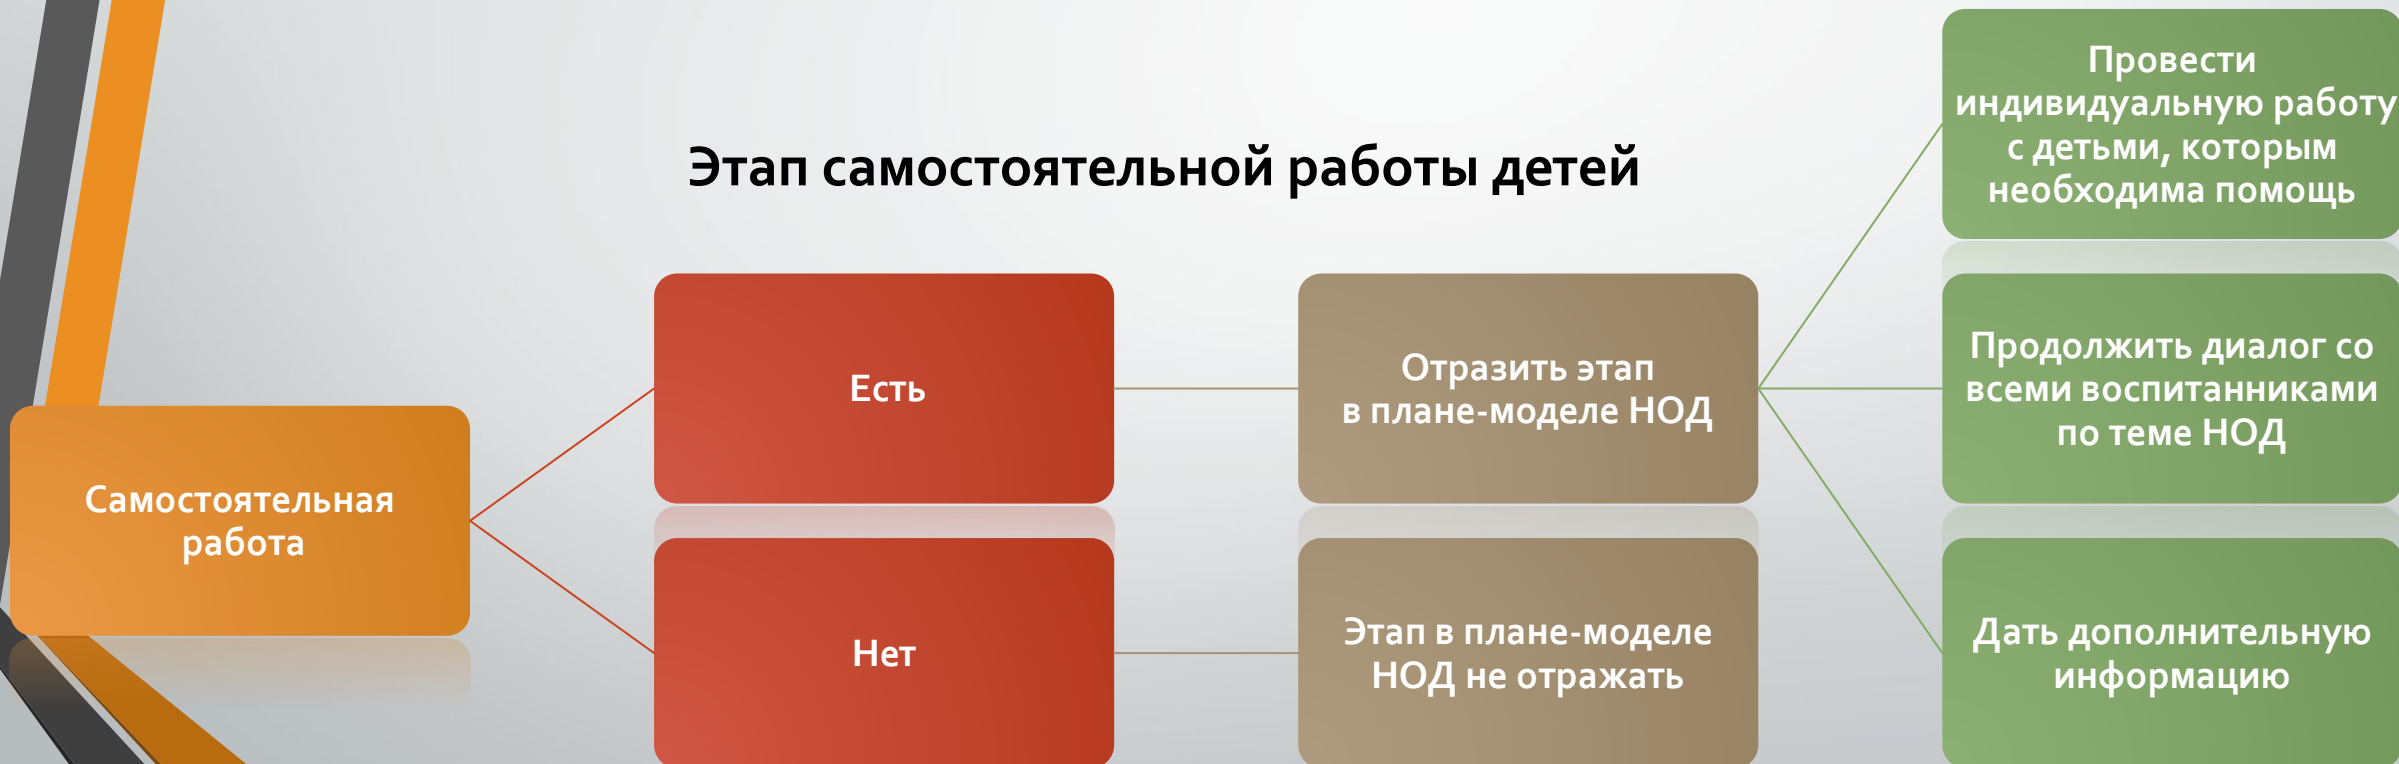 Этап самостоятельной работы детей
Самостоятельная
работа
Есть
Нет
Отразить этап
в плане-моделе НОД
Этап в плане-моделе
НОД не отражать
Провести
индивидуальную работу
с детьми, которым
необходима помощь
Продолжить диалог со
всеми воспитанниками
по теме НОД
Дать дополнительную
информацию